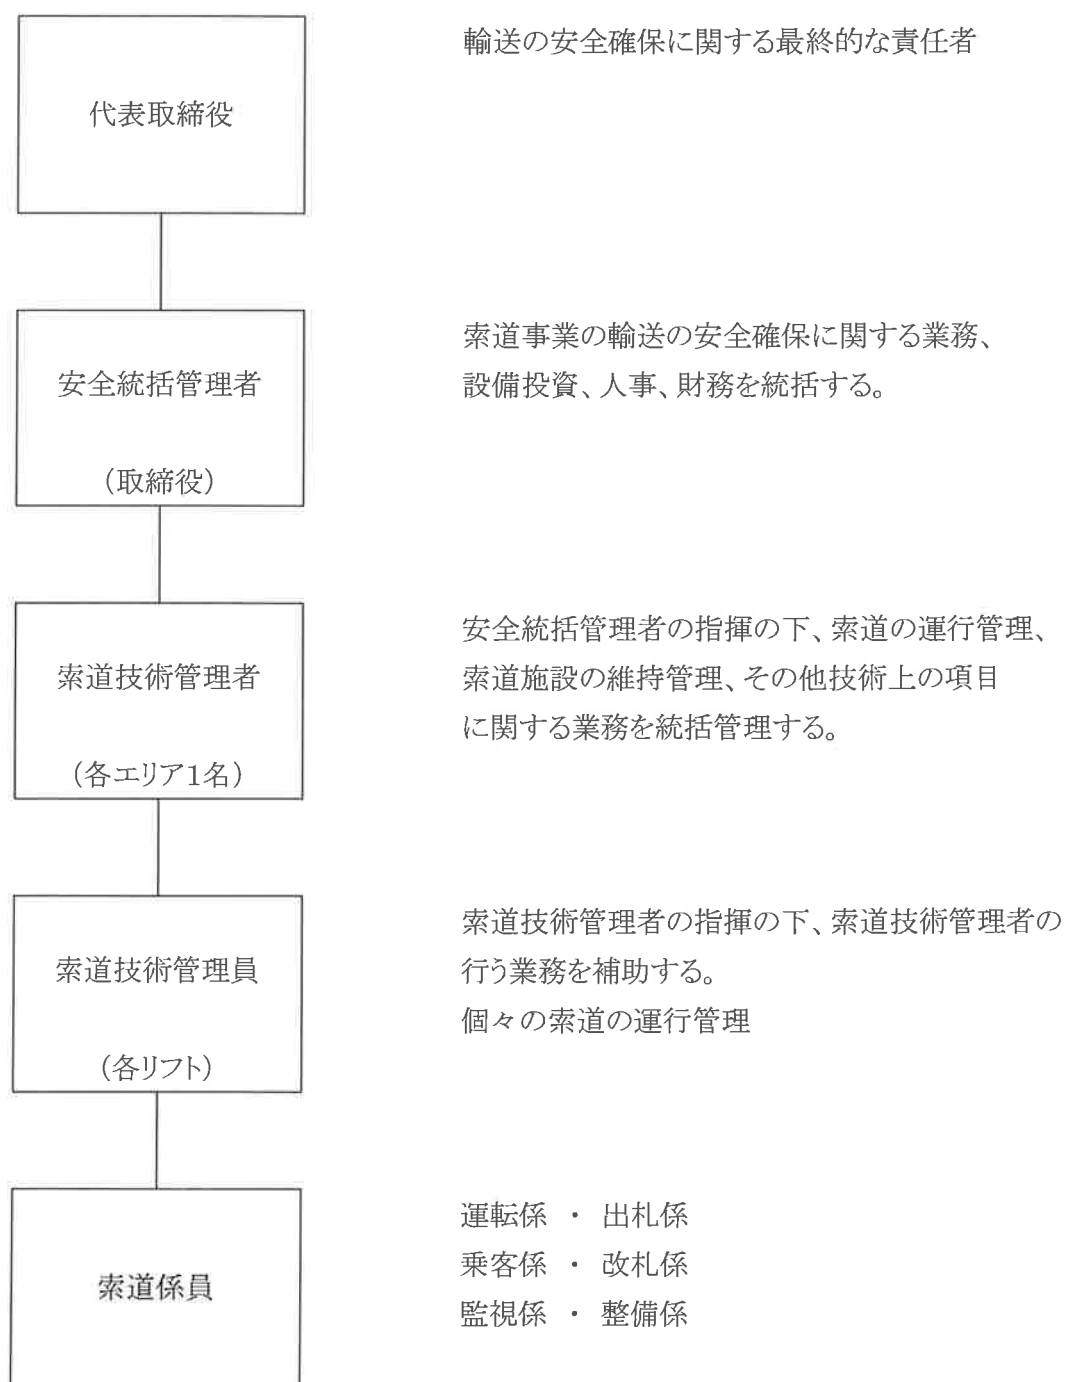 代表取締役
輸送の安全確保に関する最終的な責任者
安全統括管理者
(取締役)
索道事業の輸送の安全確保に関する業務、
設備投資、人事、財務を統括する。
索道技術管理者
(各エリア1名)
安全統括管理者の指揮の下、索道の運行管理、
索道施設の維持管理、その他技術上の項目
に関する業務を統括管理する。
索道技術管理員
(各リフト)
索道技術管理者の指揮の下、索道技術管理者の
行う業務を補助する。
個々の索道の運行管理
索道係員
運転係 ・ 出札係
乗客係 ・ 改札係
監視係 ・ 整備係